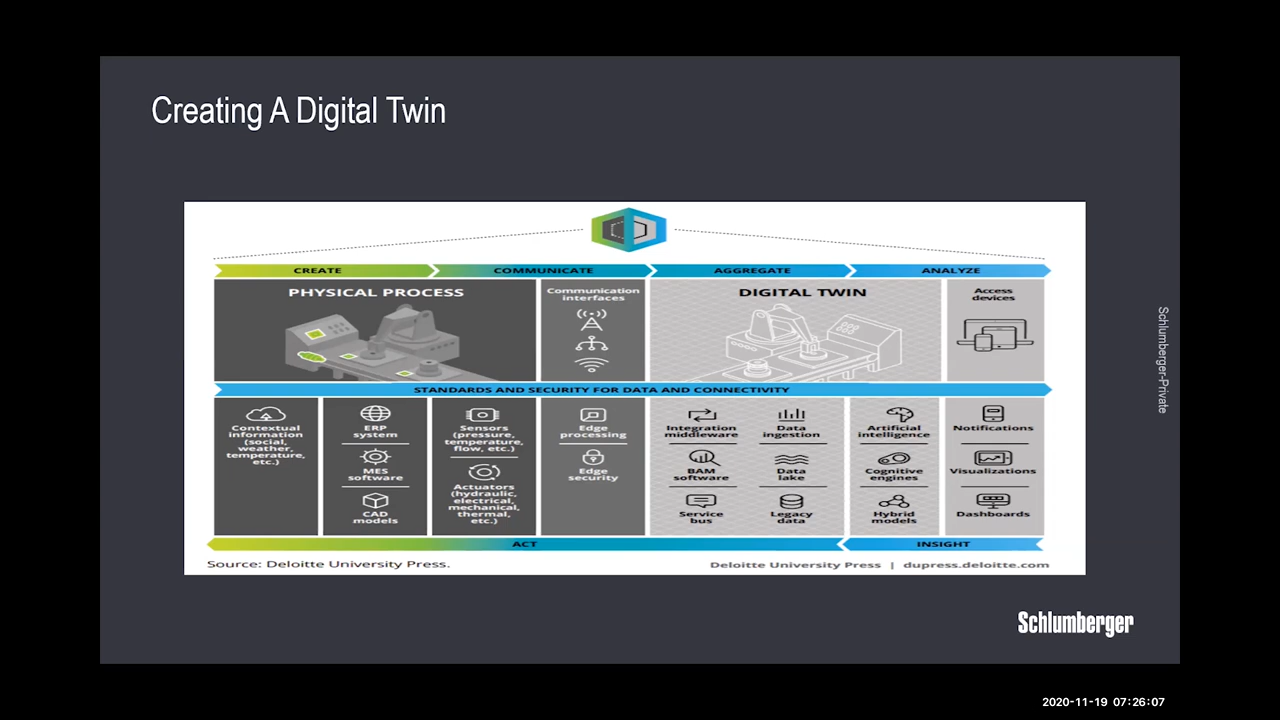 Creating A Digital Twin
CREATE
COMMUNICATE
AGGREGATE
ANALYZE
PHYSICAL PROCESS
Communication
interfaces
DIGITAL TWIN
Access
devices
STANDARDS AND SECURITY FOR DATA AND CONNECTIVITY
Contextual
information
(social,
weather,
temperature,
etc.)
ERP
system
MES
software
CAD
models
Sensors
(pressure,
temperature,
flow, etc.)
Actuators
(hydraulic,
electrical,
mechanical,
thermal,
etc.)
Edge
processing
Edge
security
Integration
middleware
BAM
software
Service
bus
Data
ingestion
Data
lake
Legacy
data
Artificial
intelligence
Cognitive
engines
Hybrid
models
Notifications
Visualizations
Dashboards
ACT
INSIGHT
Source: Deloitte University Press.
Deloitte University Press | dupress.deloitte.com
Schlumberger-Private
Schlumberger
2020-11-19 07:26:07